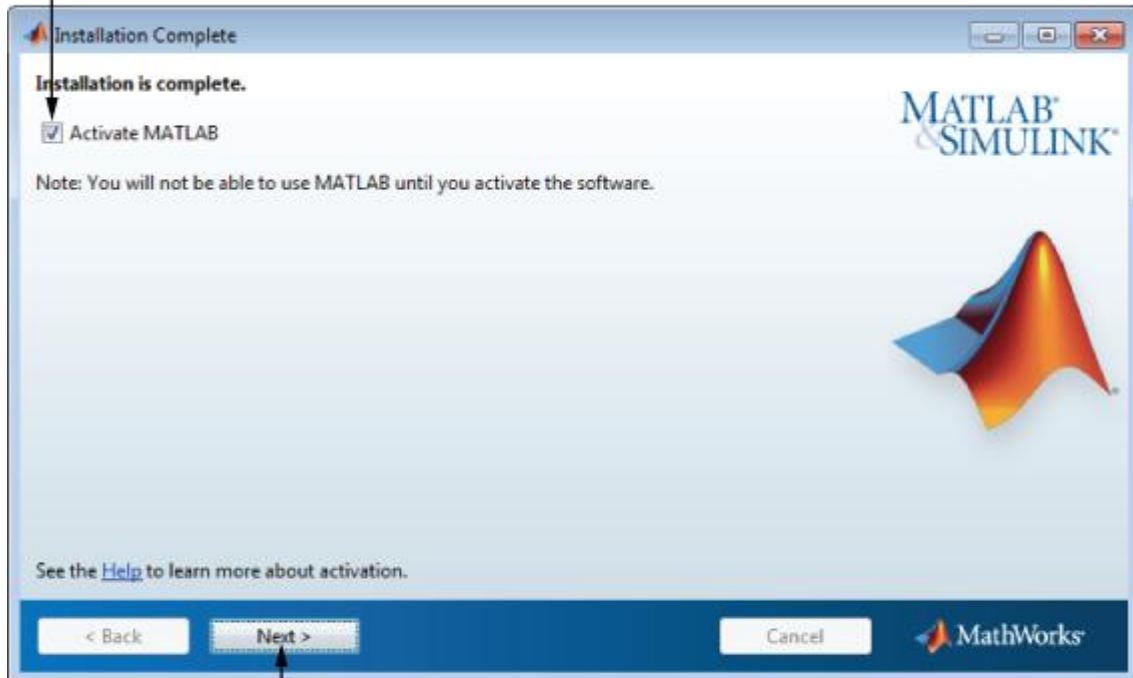 Installation Complete
Installation is complete.
Activate MATLAB
MATLAB®
&SIMULINK®
Note: You will not be able to use MATLAB until you activate the software.
See the Help to learn more about activation.
< Back
Next >
Cancel
MathWorks®